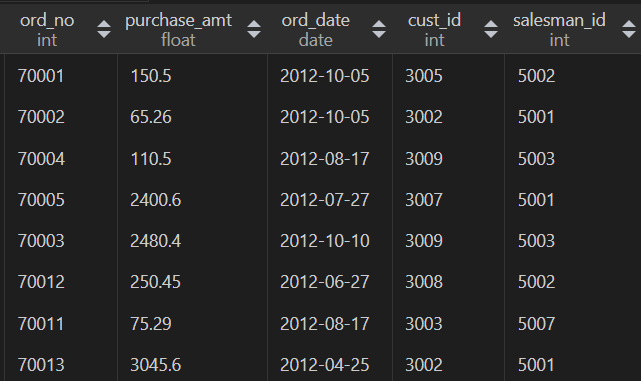 ord_no purchase_amt ord_date cust_id salesman_id
int float date int int
70001 150.5 2012-10-05 3005 5002
70002 65.26 2012-10-05 3002 5001
70004 110.5 2012-08-17 3009 5003
70005 2400.6 2012-07-27 3007 5001
70003 2480.4 2012-10-10 3009 5003
70012 250.45 2012-06-27 3008 5002
70011 75.29 2012-08-17 3003 5007
70013 3045.6 2012-04-25 3002 5001